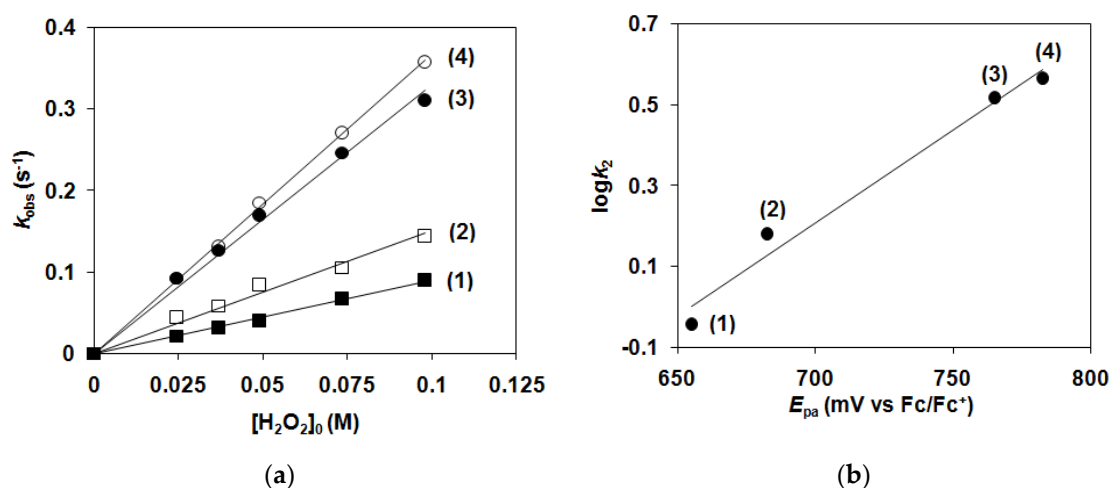 0.4
0.3
0.2
0.1
0
k_obs (s⁻¹)
(4)
(3)
(2)
(1)
0 0.025 0.05 0.075 0.1 0.125
[H₂O₂]₀ (M)
(a)
0.7
0.5
0.3
0.1
-0.1
logk₂
(4)
(3)
(2)
(1)
650 700 750 800
E_pa (mV vs Fc/Fc⁺)
(b)